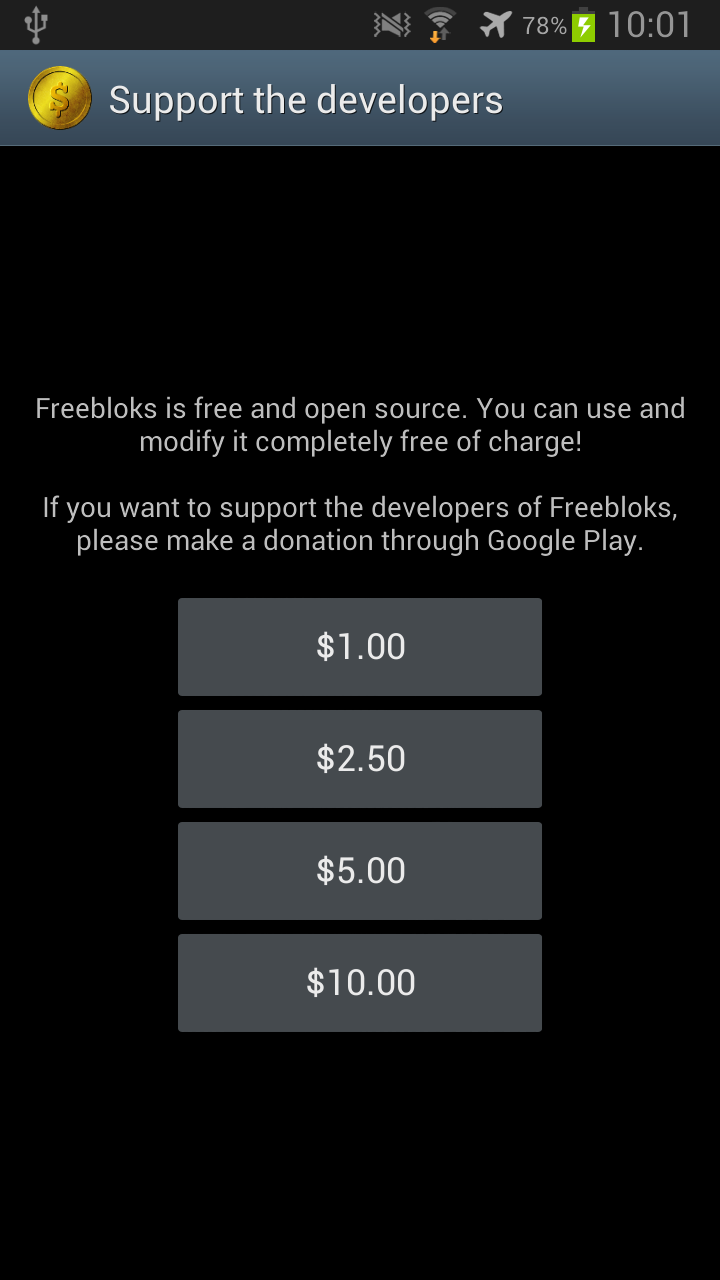 78% 10:01
Support the developers
Freebloks is free and open source. You can use and
modify it completely free of charge!
If you want to support the developers of Freebloks,
please make a donation through Google Play.
$1.00
$2.50
$5.00
$10.00